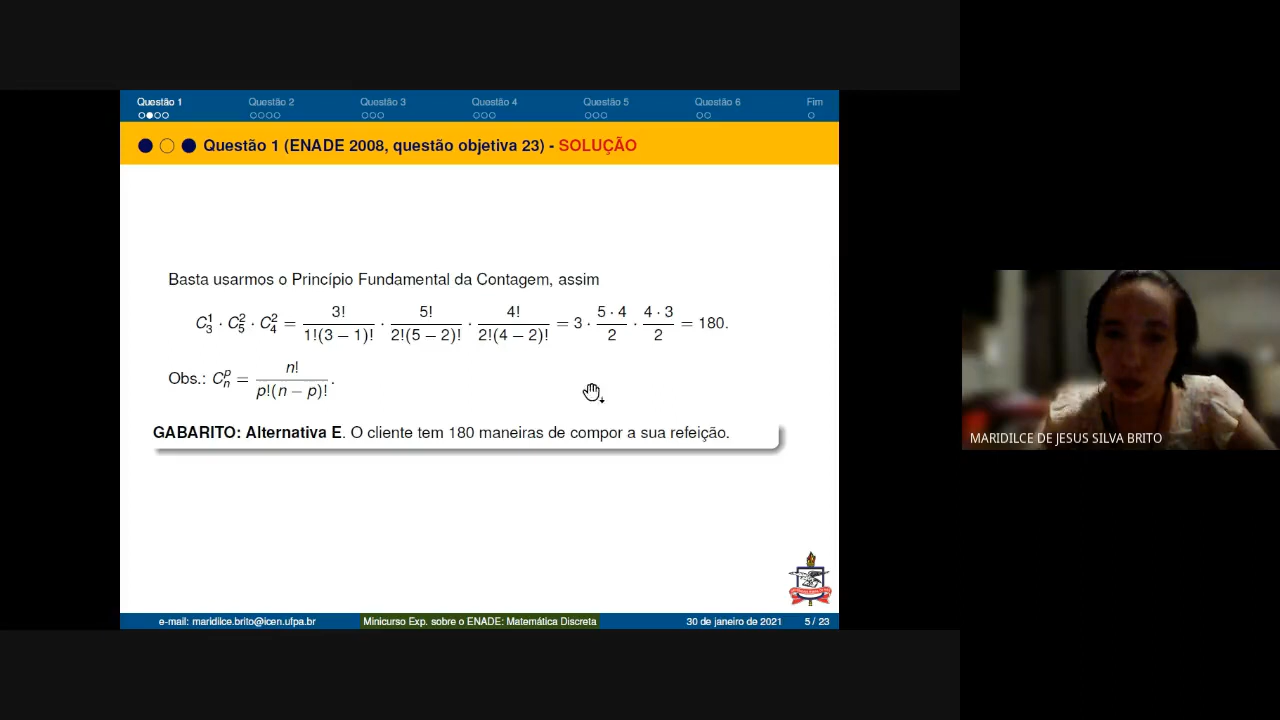 Questão 1 Questão 2 Questão 3 Questão 4 Questão 5 Questão 6 Fim
Questão 1 (ENADE 2008, questão objetiva 23) - SOLUÇÃO
Basta usarmos o Princípio Fundamental da Contagem, assim
C_3^1 · C_5^2 · C_4^2 = 3!/(1!(3 − 1)!) · 5!/(2!(5 − 2)!) · 4!/(2!(4 − 2)!) = 3 · (5 · 4)/2 · (4 · 3)/2 = 180.
Obs.: C_n^p = n!/(p!(n − p)!).
GABARITO: Alternativa E. O cliente tem 180 maneiras de compor a sua refeição.
MARIDILCE DE JESUS SILVA BRITO
e-mail: maridilce.brito@icen.ufpa.br Minicurso Exp. sobre o ENADE: Matemática Discreta 30 de janeiro de 2021 5 / 23